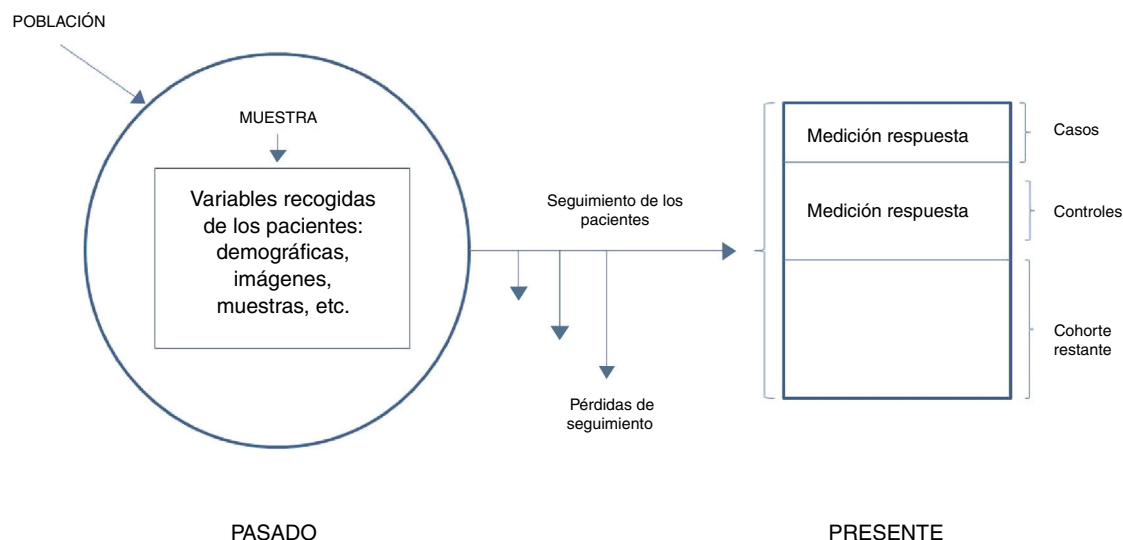 POBLACIÓN
MUESTRA
Variables recogidas
de los pacientes:
demográficas,
imágenes,
muestras, etc.
Seguimiento de los
pacientes
Pérdidas de
seguimiento
Medición respuesta
Casos
Medición respuesta
Controles
Cohorte
restante
PASADO
PRESENTE